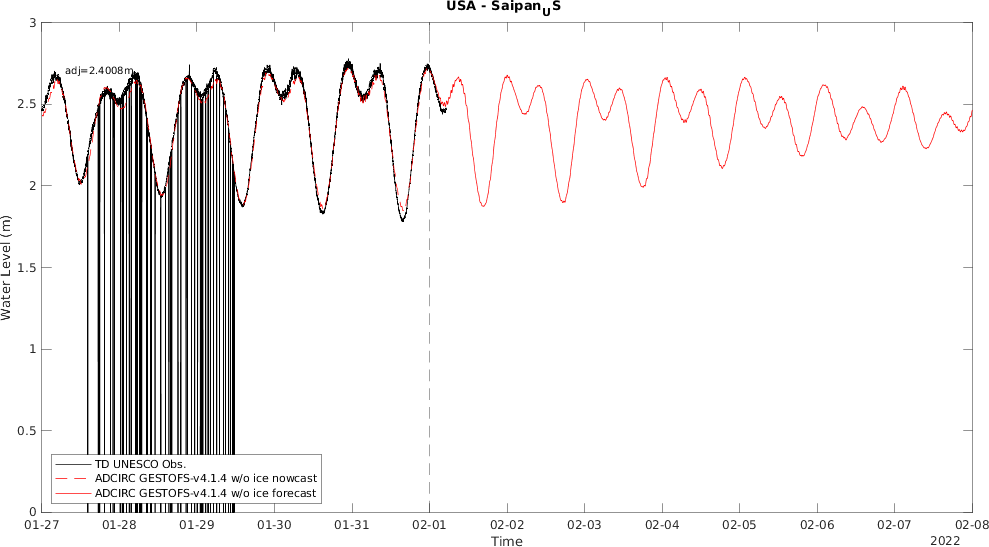 USA - Saipan_US
3
adj=2.4008m
2.5
2
1.5
1
0.5
0
Water Level (m)
TD UNESCO Obs.
ADCIRC GESTOFS-v4.1.4 w/o ice nowcast
ADCIRC GESTOFS-v4.1.4 w/o ice forecast
01-27 01-28 01-29 01-30 01-31 02-01 02-02 02-03 02-04 02-05 02-06 02-07 02-08
Time
2022